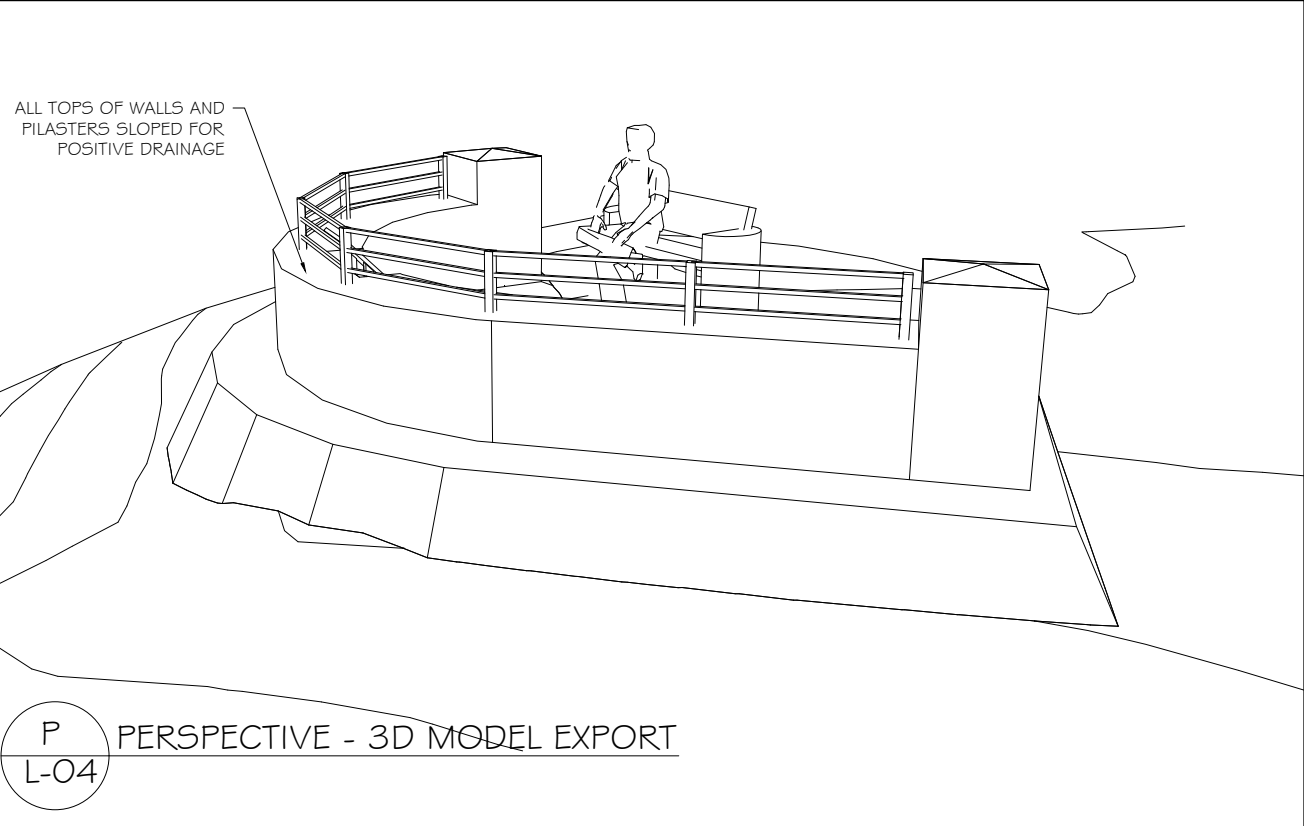 ALL TOPS OF WALLS AND
PILASTERS SLOPED FOR
POSITIVE DRAINAGE
P
L-04
PERSPECTIVE - 3D MODEL EXPORT